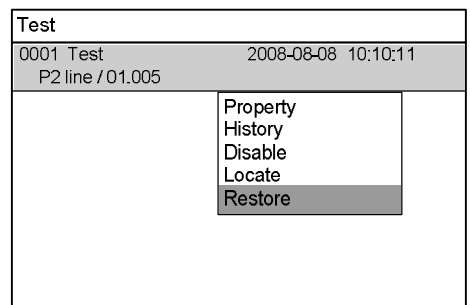 Test
0001 Test 2008-08-08 10:10:11
P2 line / 01.005
Property
History
Disable
Locate
Restore